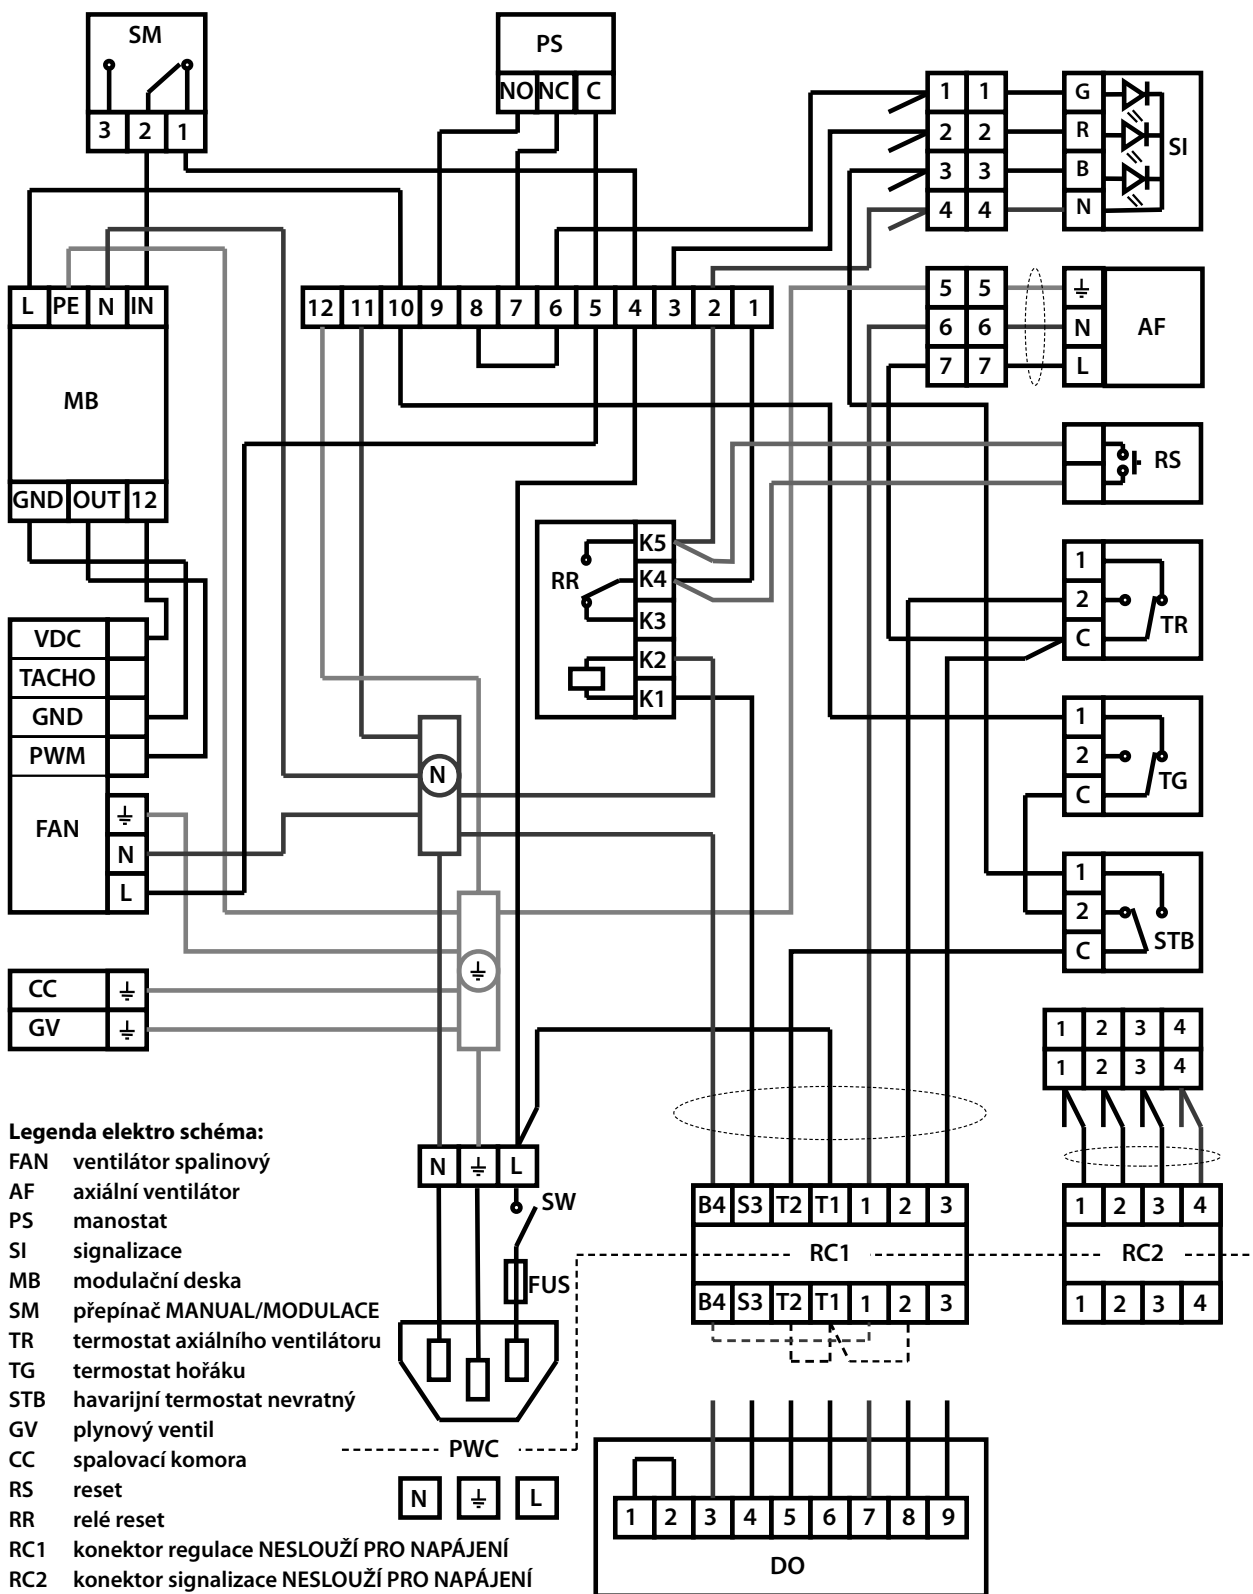 SM
3 2 1
PS
NO NC C
1 1 G
2 2 R
3 3 B
4 4 N
SI
L PE N IN
MB
GND OUT 12
12 11 10 9 8 7 6 5 4 3 2 1
5 5
6 6 N
7 7 L
AF
RS
RR
K5
K4
K3
K2
K1
1
2
C
TR
1
2
C
TG
1
2
C
STB
VDC
TACHO
GND
PWM
FAN
N
L
N
CC
GV
1 2 3 4
1 2 3 4
N L
SW
FUS
B4 S3 T2 T1 1 2 3
RC1
B4 S3 T2 T1 1 2 3
1 2 3 4
RC2
1 2 3 4
PWC
N L
1 2 3 4 5 6 7 8 9
DO
Legenda elektro schéma:
FAN ventilátor spalinový
AF axiální ventilátor
PS manostat
SI signalizace
MB modulační deska
SM přepínač MANUAL/MODULACE
TR termostat axiálního ventilátoru
TG termostat hořáku
STB havarijní termostat nevratný
GV plynový ventil
CC spalovací komora
RS reset
RR relé reset
RC1 konektor regulace NESLOUŽÍ PRO NAPÁJENÍ
RC2 konektor signalizace NESLOUŽÍ PRO NAPÁJENÍ